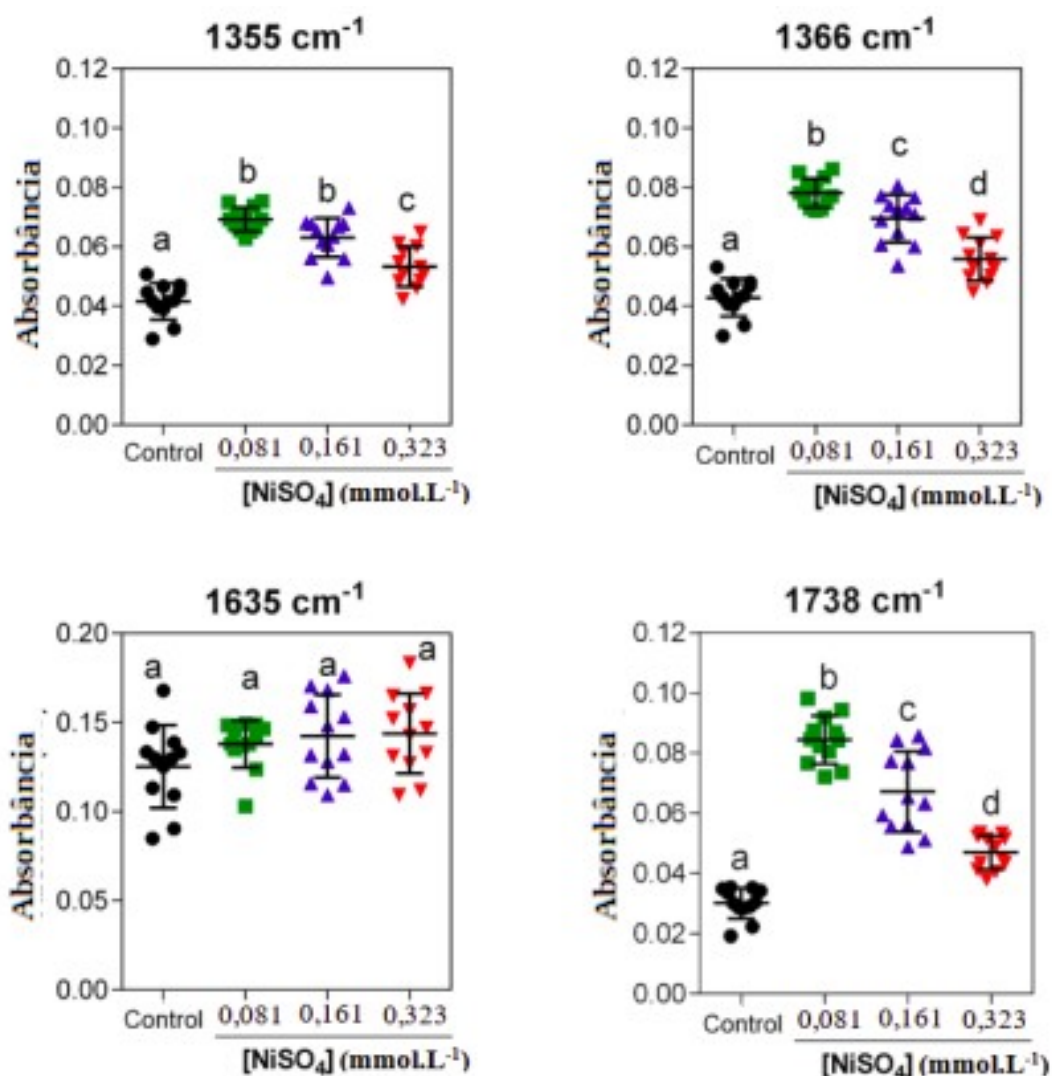 1355 cm⁻¹
Absorbância
0.12
0.10
0.08
0.06
0.04
0.02
0.00
a
b
b
c
Control
0,081
0,161
0,323
[NiSO₄] (mmol.L⁻¹)
1366 cm⁻¹
Absorbância
0.12
0.10
0.08
0.06
0.04
0.02
0.00
a
b
c
d
Control
0,081
0,161
0,323
[NiSO₄] (mmol.L⁻¹)
1635 cm⁻¹
Absorbância
0.20
0.15
0.10
0.05
0.00
a
a
a
a
Control
0,081
0,161
0,323
[NiSO₄] (mmol.L⁻¹)
1738 cm⁻¹
Absorbância
0.12
0.10
0.08
0.06
0.04
0.02
0.00
a
b
c
d
Control
0,081
0,161
0,323
[NiSO₄] (mmol.L⁻¹)